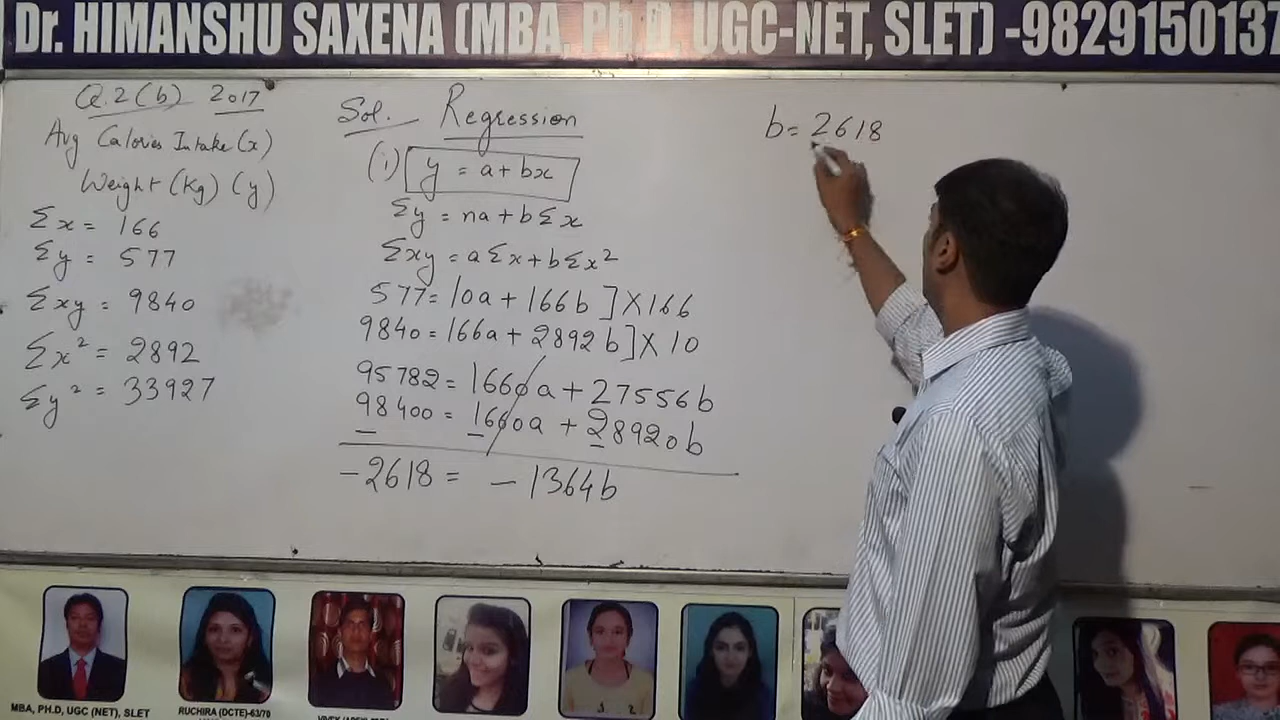 Dr. HIMANSHU SAXENA (MBA, Ph.D, UGC-NET, SLET) -9829150137
Q.2(b) 2017
Avg Calories Intake (x)
Weight (Kg) (y)
Σx = 166
Σy = 577
Σxy = 9840
Σx² = 2892
Σy² = 33927
Sol. Regression
(i) y = a + bx
Σy = na + bΣx
Σxy = aΣx + bΣx²
577 = 10a + 166b ] × 166
9840 = 166a + 2892b ] × 10
95782 = 1660a + 27556b
98400 = 1660a + 28920b
– – –
-2618 = -1364b
b = 2618
MBA, PH.D, UGC (NET), SLET
RUCHIRA (DCTE)-63/70